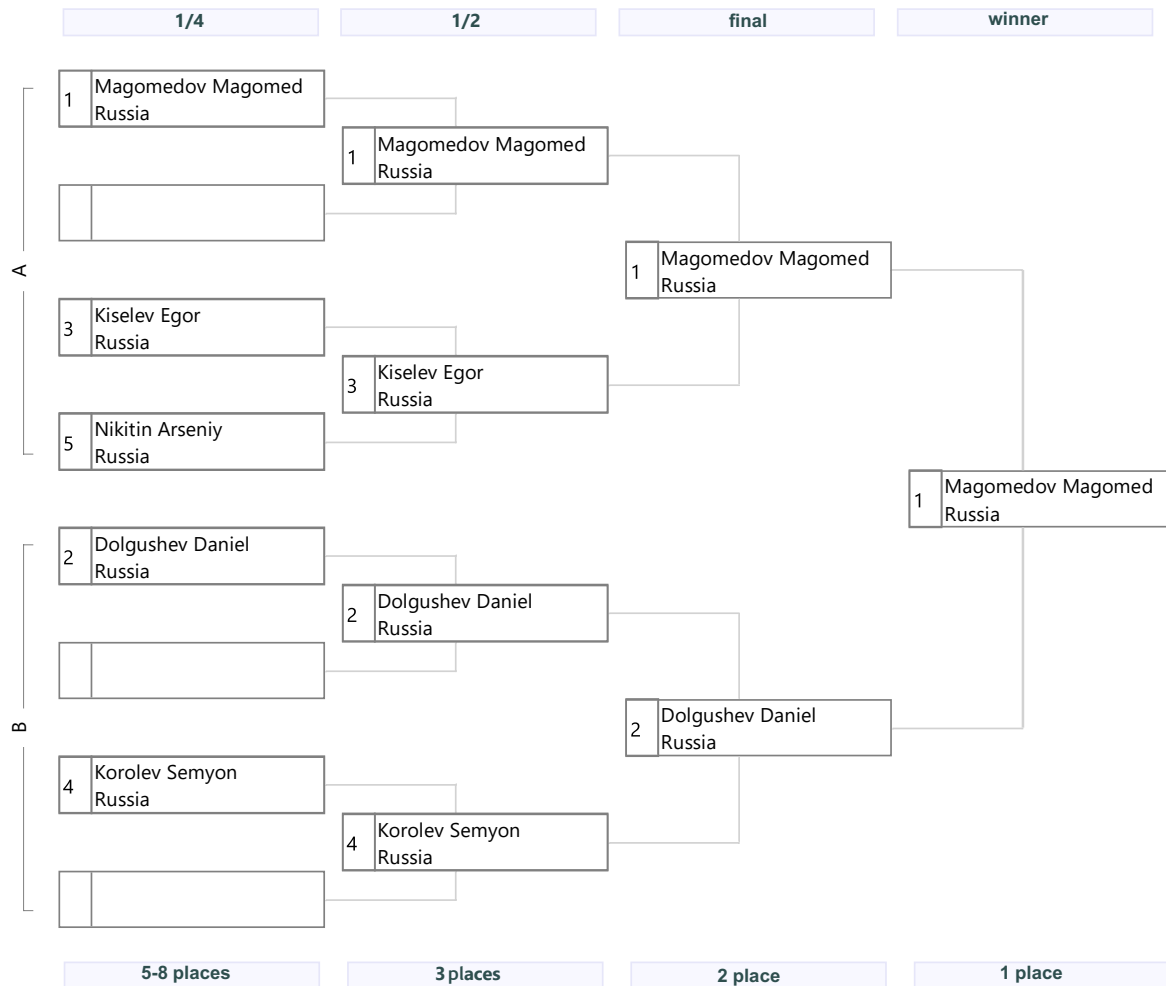 1/4
1/2
final
winner
A
1
Magomedov Magomed
Russia
3
Kiselev Egor
Russia
5
Nikitin Arseniy
Russia
B
2
Dolgushev Daniel
Russia
4
Korolev Semyon
Russia
1
Magomedov Magomed
Russia
3
Kiselev Egor
Russia
2
Dolgushev Daniel
Russia
4
Korolev Semyon
Russia
1
Magomedov Magomed
Russia
2
Dolgushev Daniel
Russia
1
Magomedov Magomed
Russia
5-8 places
3 places
2 place
1 place